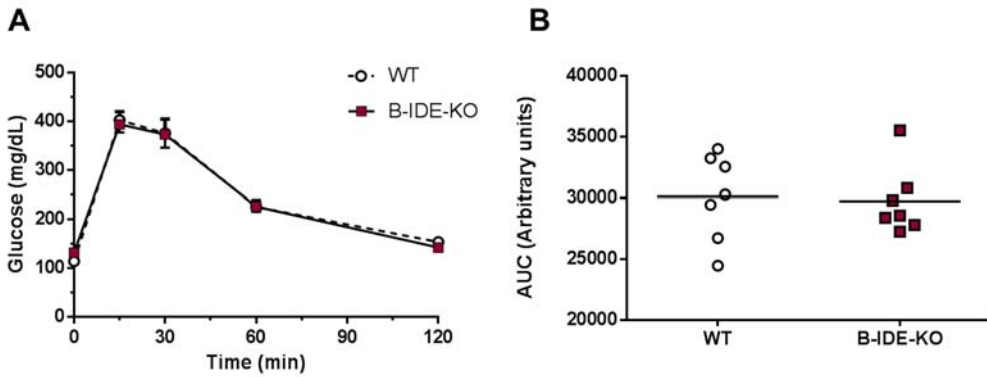 A
500
400
300
200
100
0
Glucose (mg/dL)
0
30
60
90
120
Time (min)
WT
B-IDE-KO
B
40000
35000
30000
25000
20000
AUC (Arbitrary units)
WT
B-IDE-KO